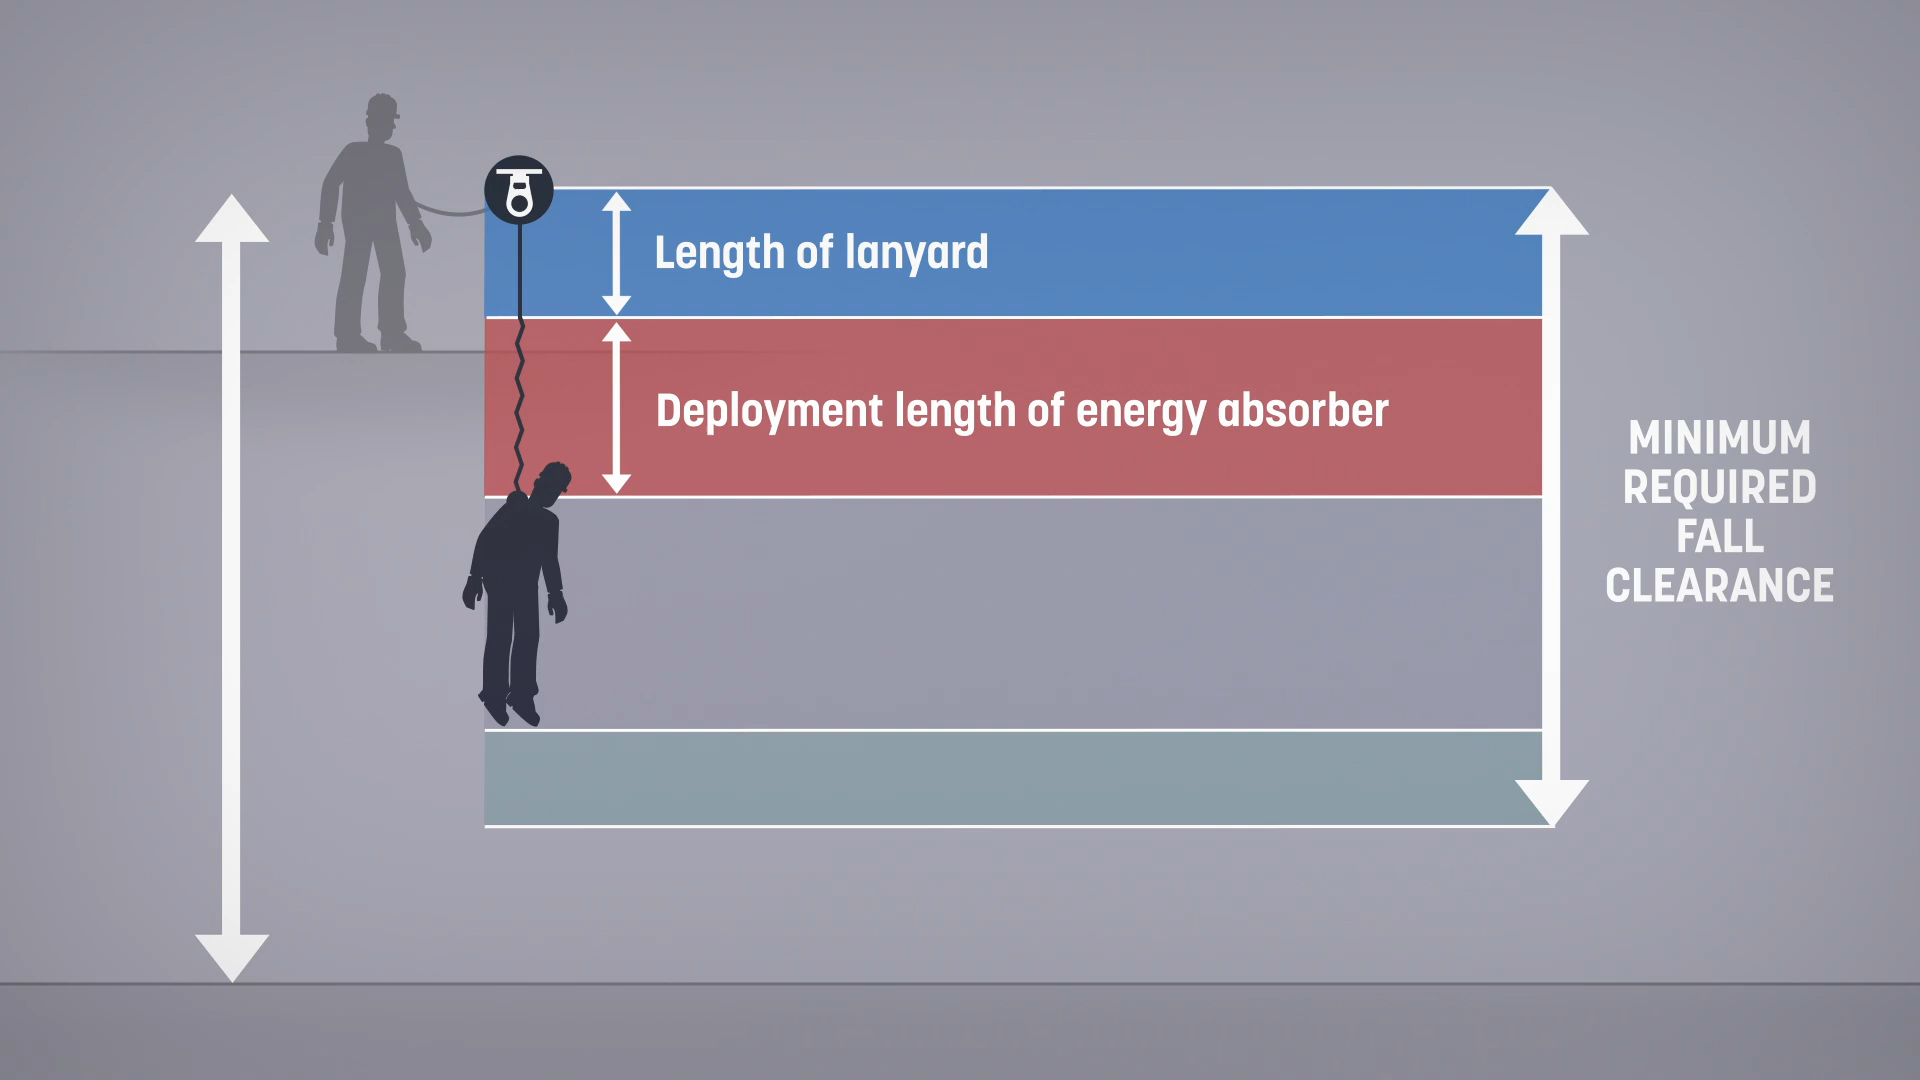 Length of lanyard
Deployment length of energy absorber
MINIMUM
REQUIRED
FALL
CLEARANCE